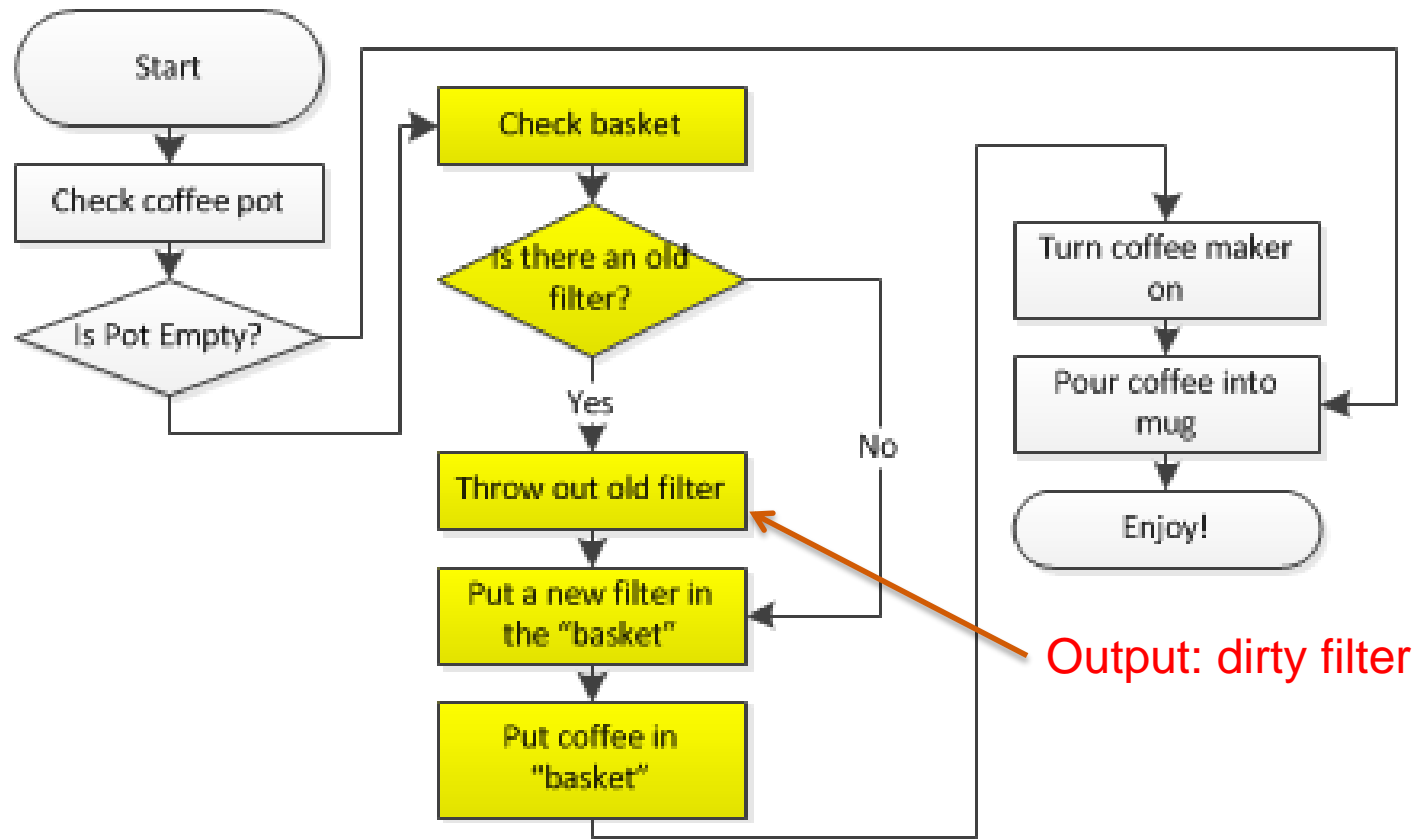 Start
Check coffee pot
Is Pot Empty?
Check basket
Is there an old
filter?
Yes
No
Throw out old filter
Put a new filter in
the “basket”
Put coffee in
“basket”
Turn coffee maker
on
Pour coffee into
mug
Enjoy!
Output: dirty filter